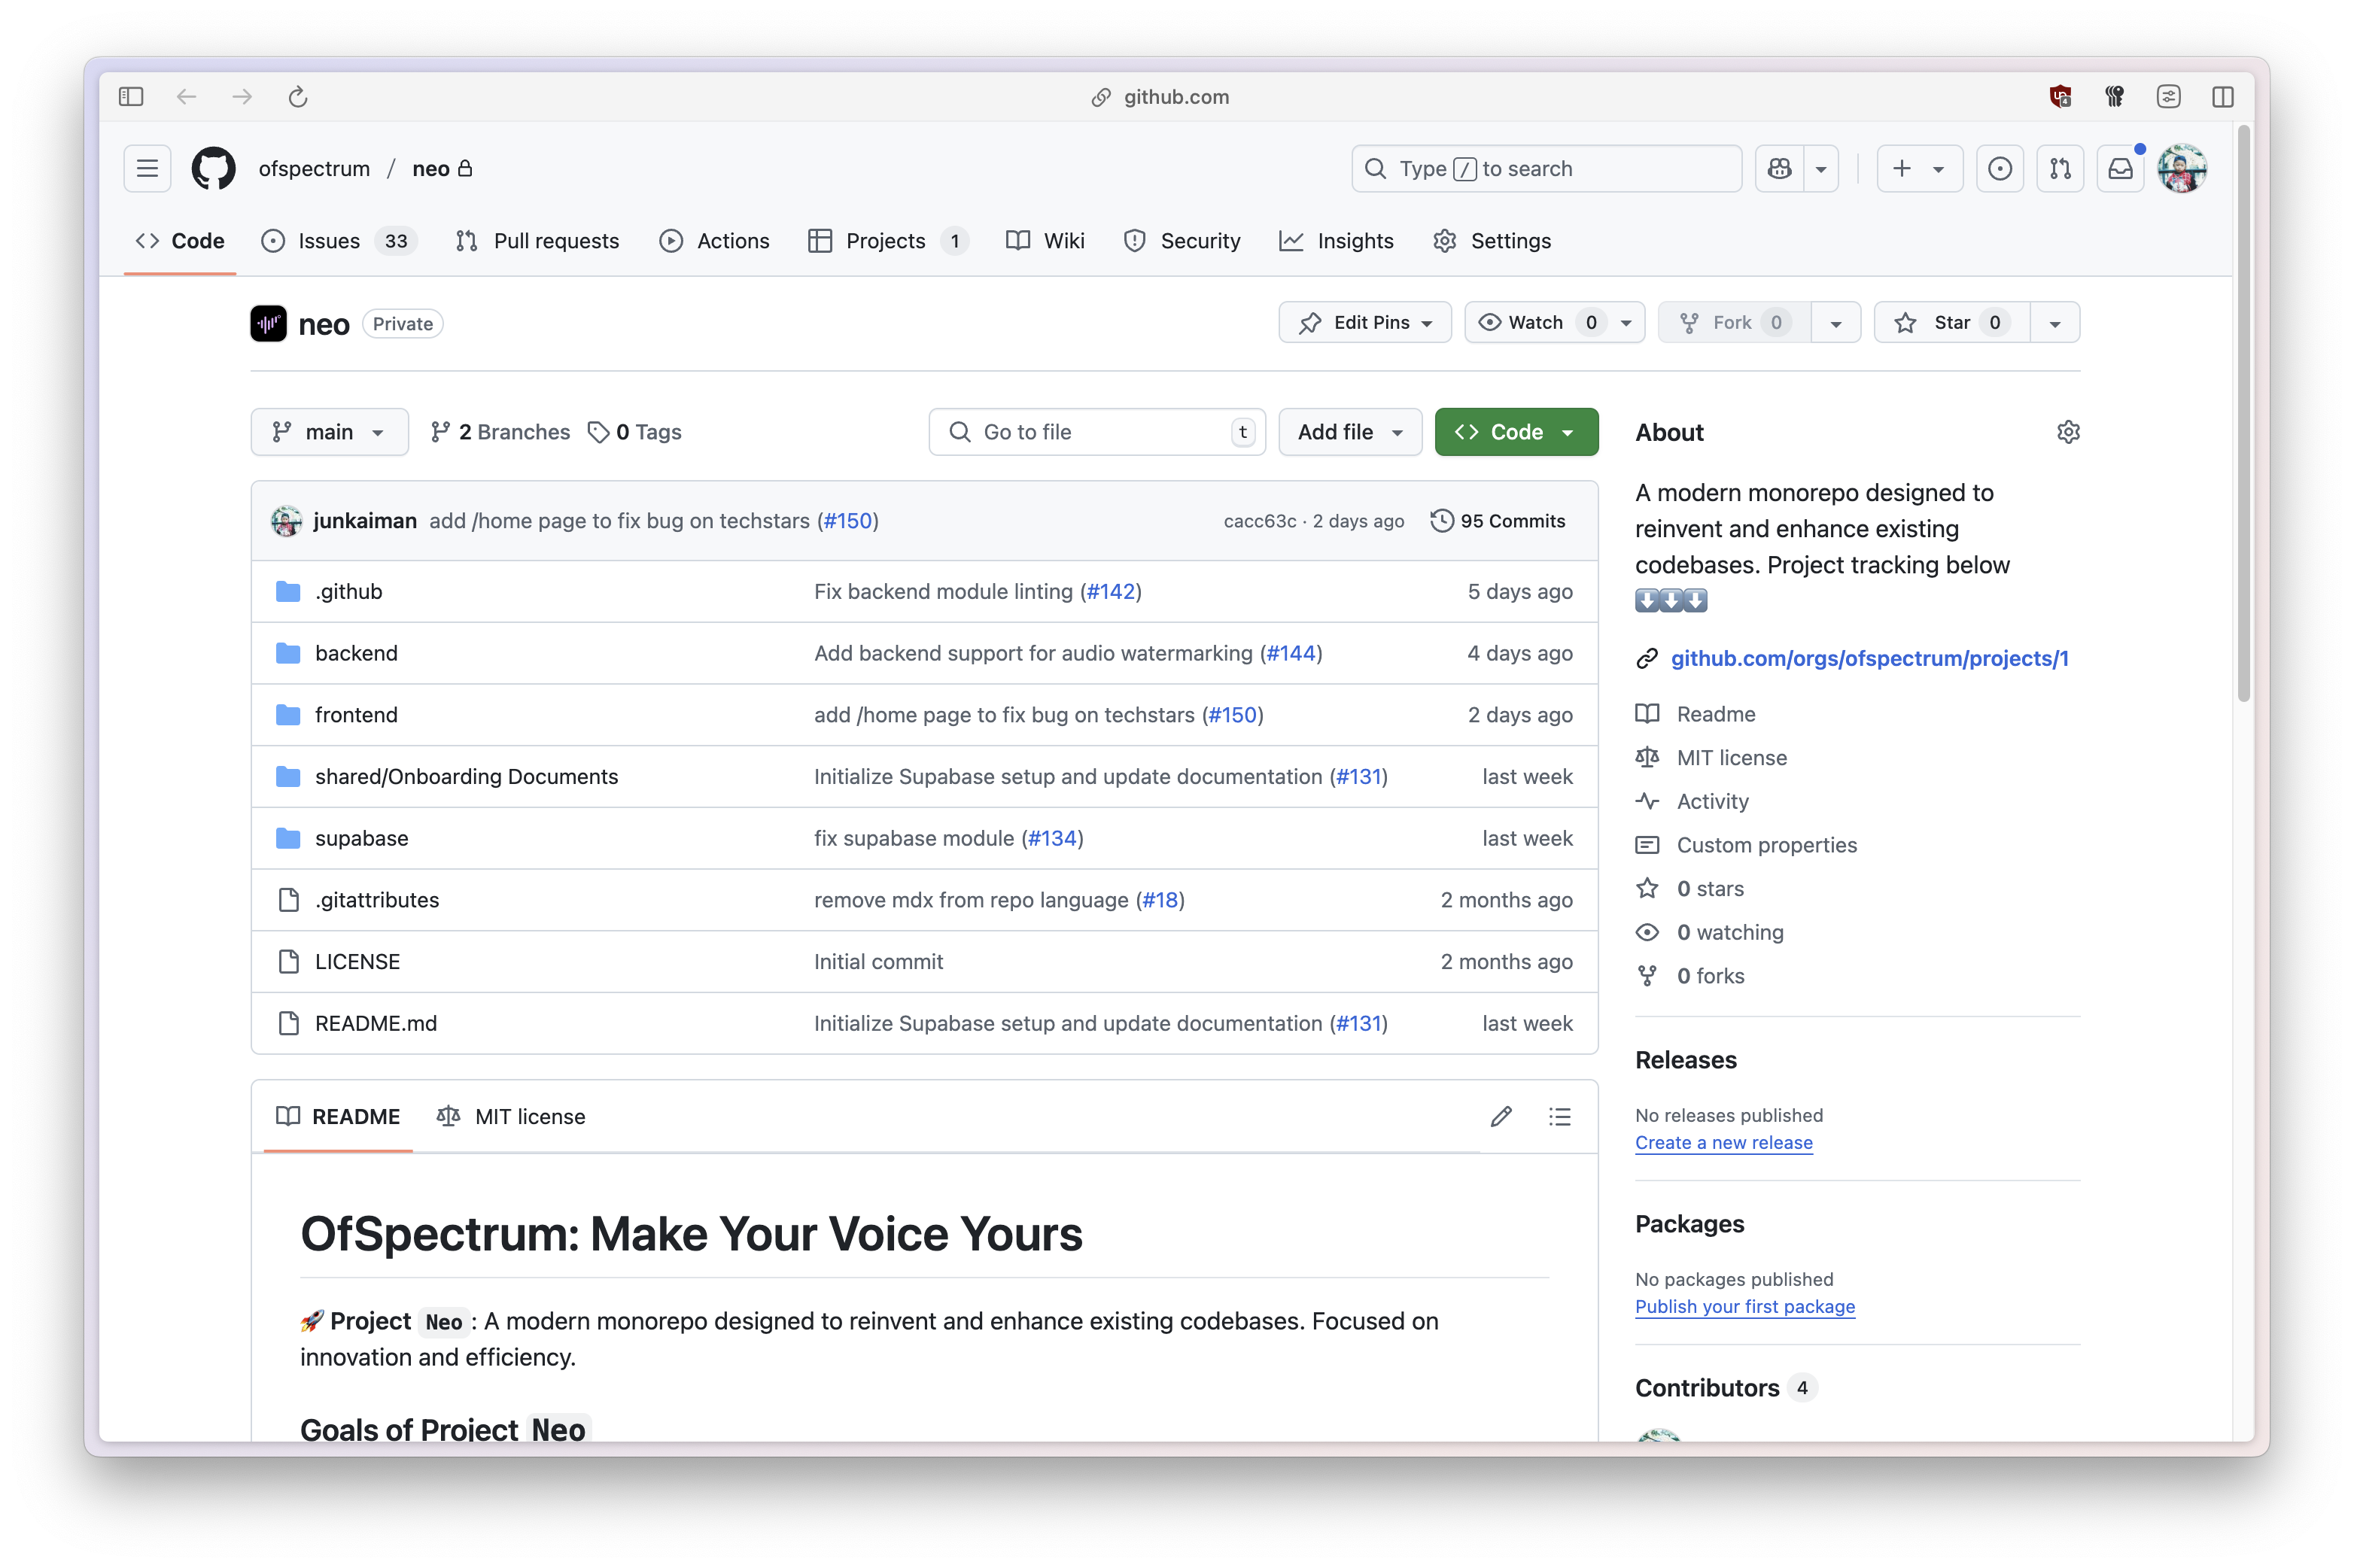 github.com
ofspectrum / neo
Type / to search
Code
Issues 33
Pull requests
Actions
Projects 1
Wiki
Security
Insights
Settings
neo Private
Edit Pins
Watch 0
Fork 0
Star 0
main
2 Branches
0 Tags
Go to file t
Add file
Code
junkaiman add /home page to fix bug on techstars (#150) cacc63c · 2 days ago 95 Commits
.github Fix backend module linting (#142) 5 days ago
backend Add backend support for audio watermarking (#144) 4 days ago
frontend add /home page to fix bug on techstars (#150) 2 days ago
shared/Onboarding Documents Initialize Supabase setup and update documentation (#131) last week
supabase fix supabase module (#134) last week
.gitattributes remove mdx from repo language (#18) 2 months ago
LICENSE Initial commit 2 months ago
README.md Initialize Supabase setup and update documentation (#131) last week
README
MIT license
OfSpectrum: Make Your Voice Yours
🚀 Project Neo: A modern monorepo designed to reinvent and enhance existing codebases. Focused on
innovation and efficiency.
Goals of Project Neo
About
A modern monorepo designed to
reinvent and enhance existing
codebases. Project tracking below
⬇️⬇️⬇️
github.com/orgs/ofspectrum/projects/1
Readme
MIT license
Activity
Custom properties
0 stars
0 watching
0 forks
Releases
No releases published
Create a new release
Packages
No packages published
Publish your first package
Contributors 4